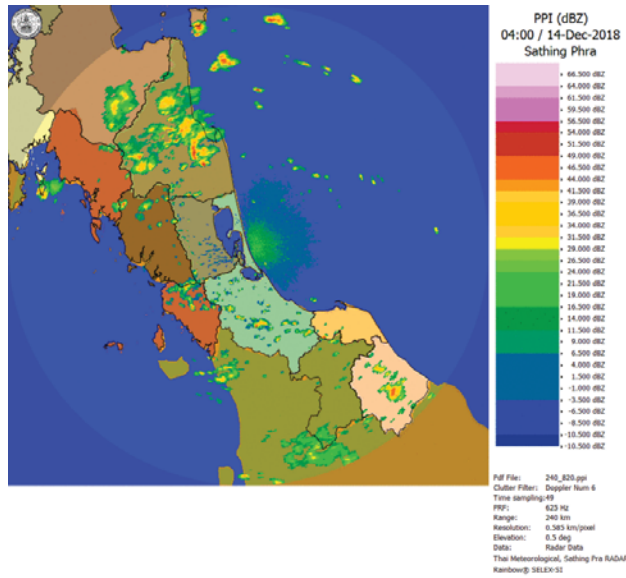 PPI (dBZ)
04:00 / 14-Dec-2018
Sathing Phra
66.500 dBZ
64.000 dBZ
61.500 dBZ
59.500 dBZ
56.500 dBZ
54.000 dBZ
51.500 dBZ
49.000 dBZ
46.500 dBZ
44.000 dBZ
41.500 dBZ
39.000 dBZ
36.500 dBZ
34.000 dBZ
31.500 dBZ
28.000 dBZ
26.500 dBZ
24.000 dBZ
21.500 dBZ
19.000 dBZ
16.500 dBZ
14.000 dBZ
11.500 dBZ
9.000 dBZ
6.500 dBZ
4.000 dBZ
1.500 dBZ
-1.000 dBZ
-3.500 dBZ
-6.500 dBZ
-8.500 dBZ
-10.500 dBZ
-10.500 dBZ
Pdf File: 240_820.ppi
Clutter Filter: Doppler Num 6
Time sampling:49
PRF: 625 Hz
Range: 240 km
Resolution: 0.585 km/pixel
Elevation: 0.5 deg
Data: Radar Data
Thai Meteorological, Sathing Pra RADAR
Rainbow® SELEX-SI